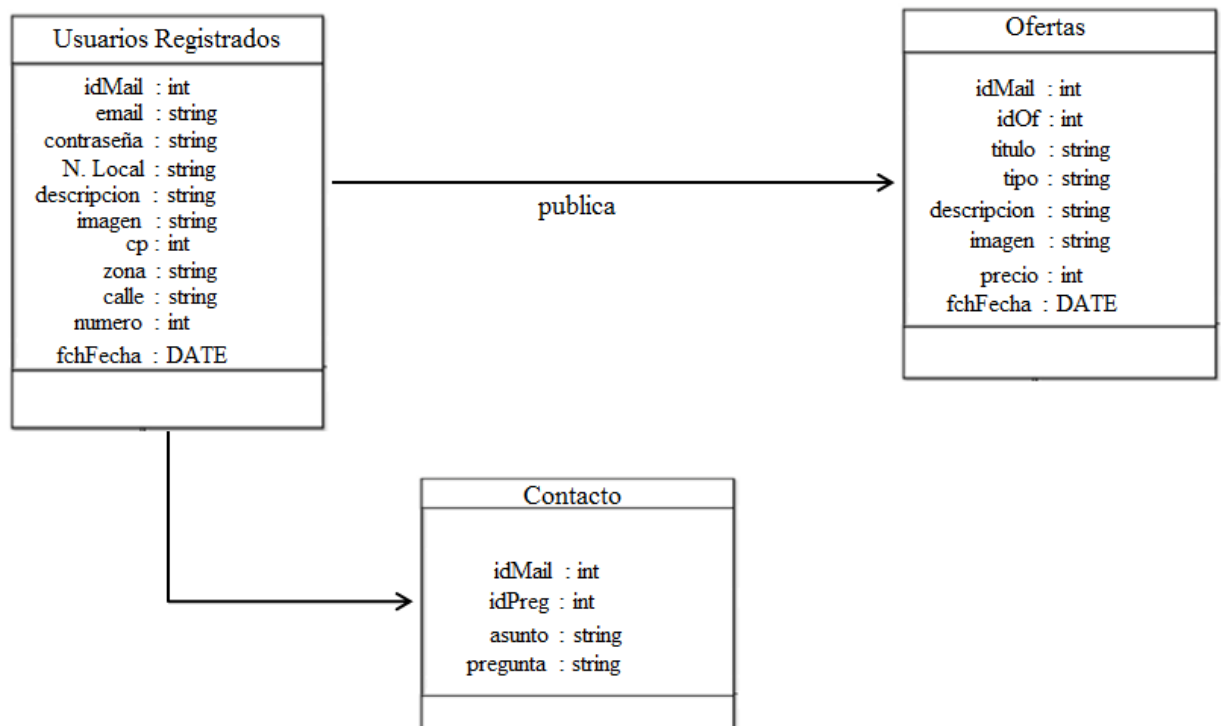 Usuarios Registrados
idMail : int
email : string
contraseña : string
N. Local : string
descripcion : string
imagen : string
cp : int
zona : string
calle : string
numero : int
fchFecha : DATE
publica
Ofertas
idMail : int
idOf : int
titulo : string
tipo : string
descripcion : string
imagen : string
precio : int
fchFecha : DATE
Contacto
idMail : int
idPreg : int
asunto : string
pregunta : string